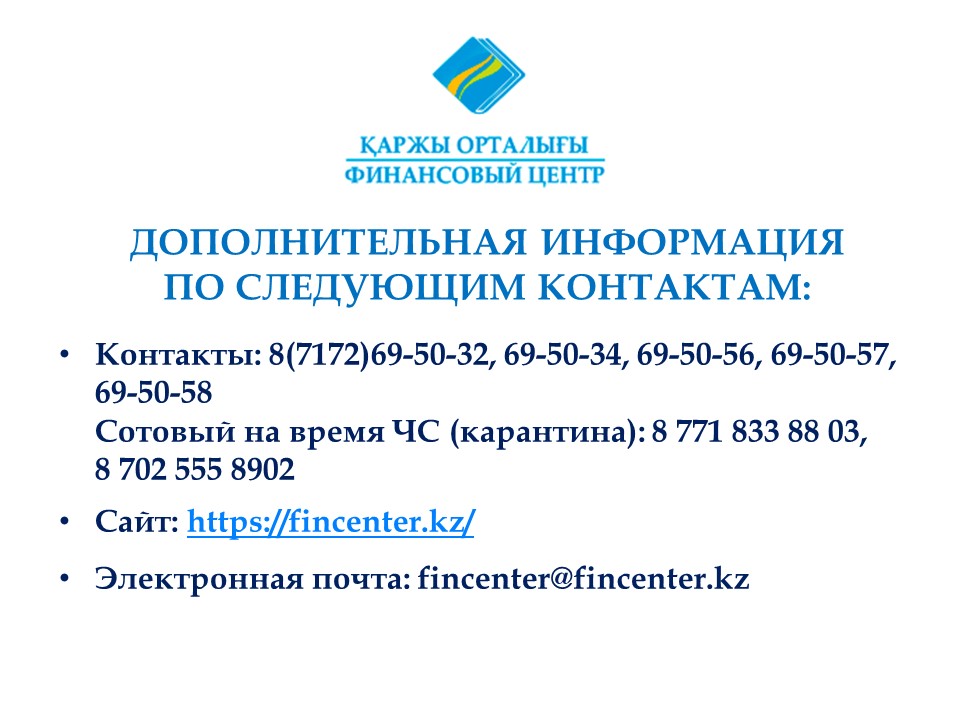 ҚАРЖЫ ОРТАЛЫҒЫ
ФИНАНСОВЫЙ ЦЕНТР
ДОПОЛНИТЕЛЬНАЯ ИНФОРМАЦИЯ
ПО СЛЕДУЮЩИМ КОНТАКТАМ:
• Контакты: 8(7172)69-50-32, 69-50-34, 69-50-56, 69-50-57,
69-50-58
Сотовый на время ЧС (карантина): 8 771 833 88 03,
8 702 555 8902
• Сайт: https://fincenter.kz/
• Электронная почта: fincenter@fincenter.kz